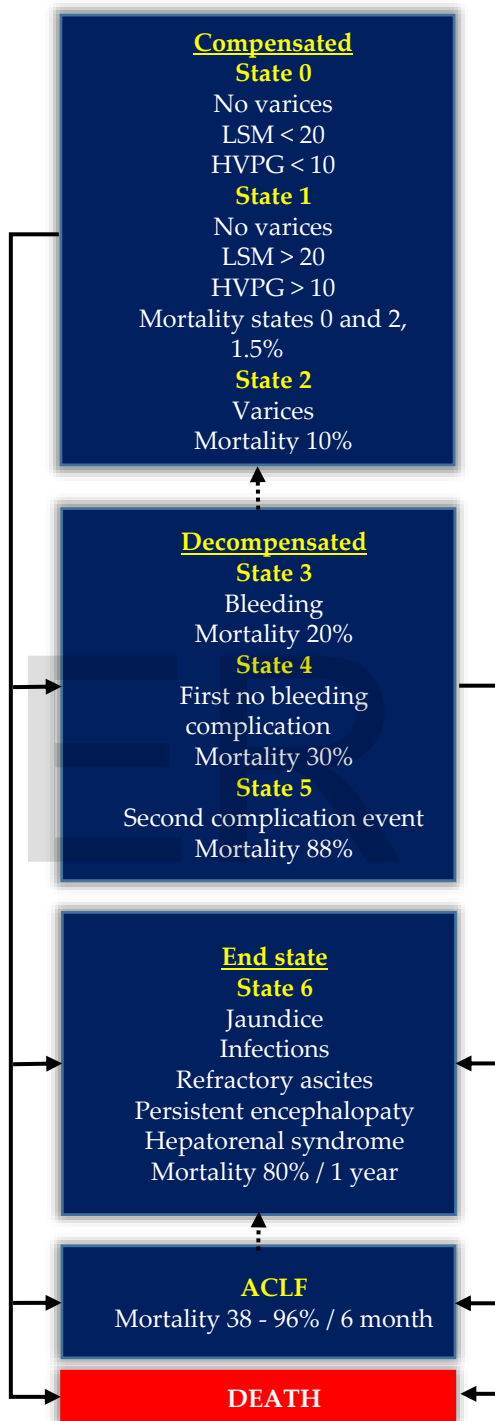 Compensated
State 0
No varices
LSM < 20
HVPG < 10
State 1
No varices
LSM > 20
HVPG > 10
Mortality states 0 and 2,
1.5%
State 2
Varices
Mortality 10%
Decompensated
State 3
Bleeding
Mortality 20%
State 4
First no bleeding
complication
Mortality 30%
State 5
Second complication event
Mortality 88%
End state
State 6
Jaundice
Infections
Refractory ascites
Persistent encephalopaty
Hepatorenal syndrome
Mortality 80% / 1 year
ACLF
Mortality 38 - 96% / 6 month
DEATH
ER